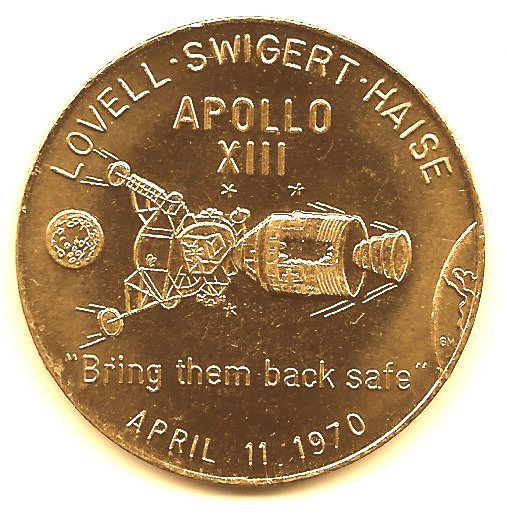 LOVELL · SWIGERT · HAISE
APOLLO
XIII
"Bring them back safe"
APRIL 11, 1970